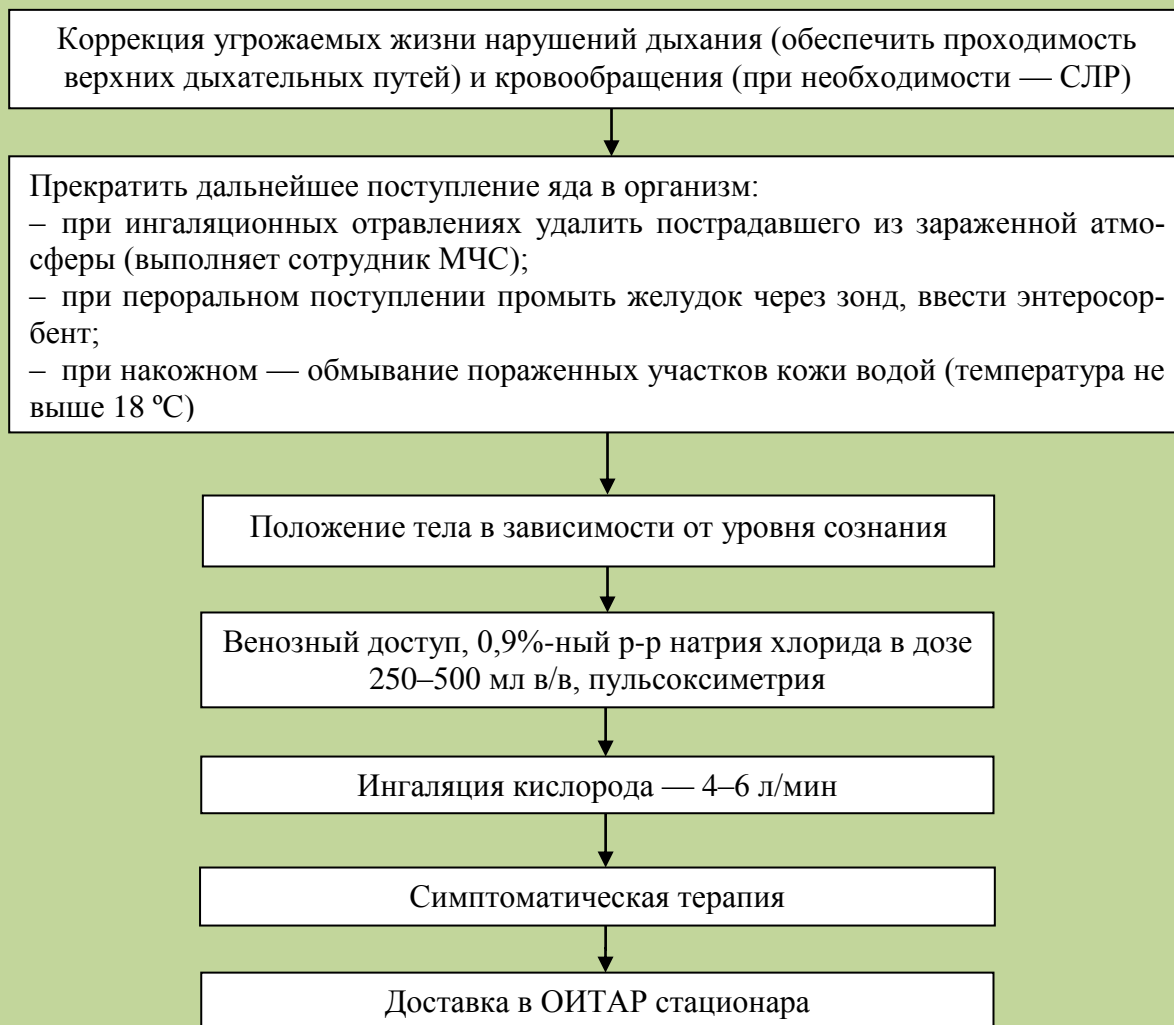 Коррекция угрожаемых жизни нарушений дыхания (обеспечить проходимость
верхних дыхательных путей) и кровообращения (при необходимости — СЛР)
Прекратить дальнейшее поступление яда в организм:
– при ингаляционных отравлениях удалить пострадавшего из зараженной атмо-
сферы (выполняет сотрудник МЧС);
– при пероральном поступлении промыть желудок через зонд, ввести энтеросор-
бент;
– при накожном — обмывание пораженных участков кожи водой (температура не
выше 18 ºС)
Положение тела в зависимости от уровня сознания
Венозный доступ, 0,9%-ный р-р натрия хлорида в дозе
250–500 мл в/в, пульсоксиметрия
Ингаляция кислорода — 4–6 л/мин
Симптоматическая терапия
Доставка в ОИТАР стационара